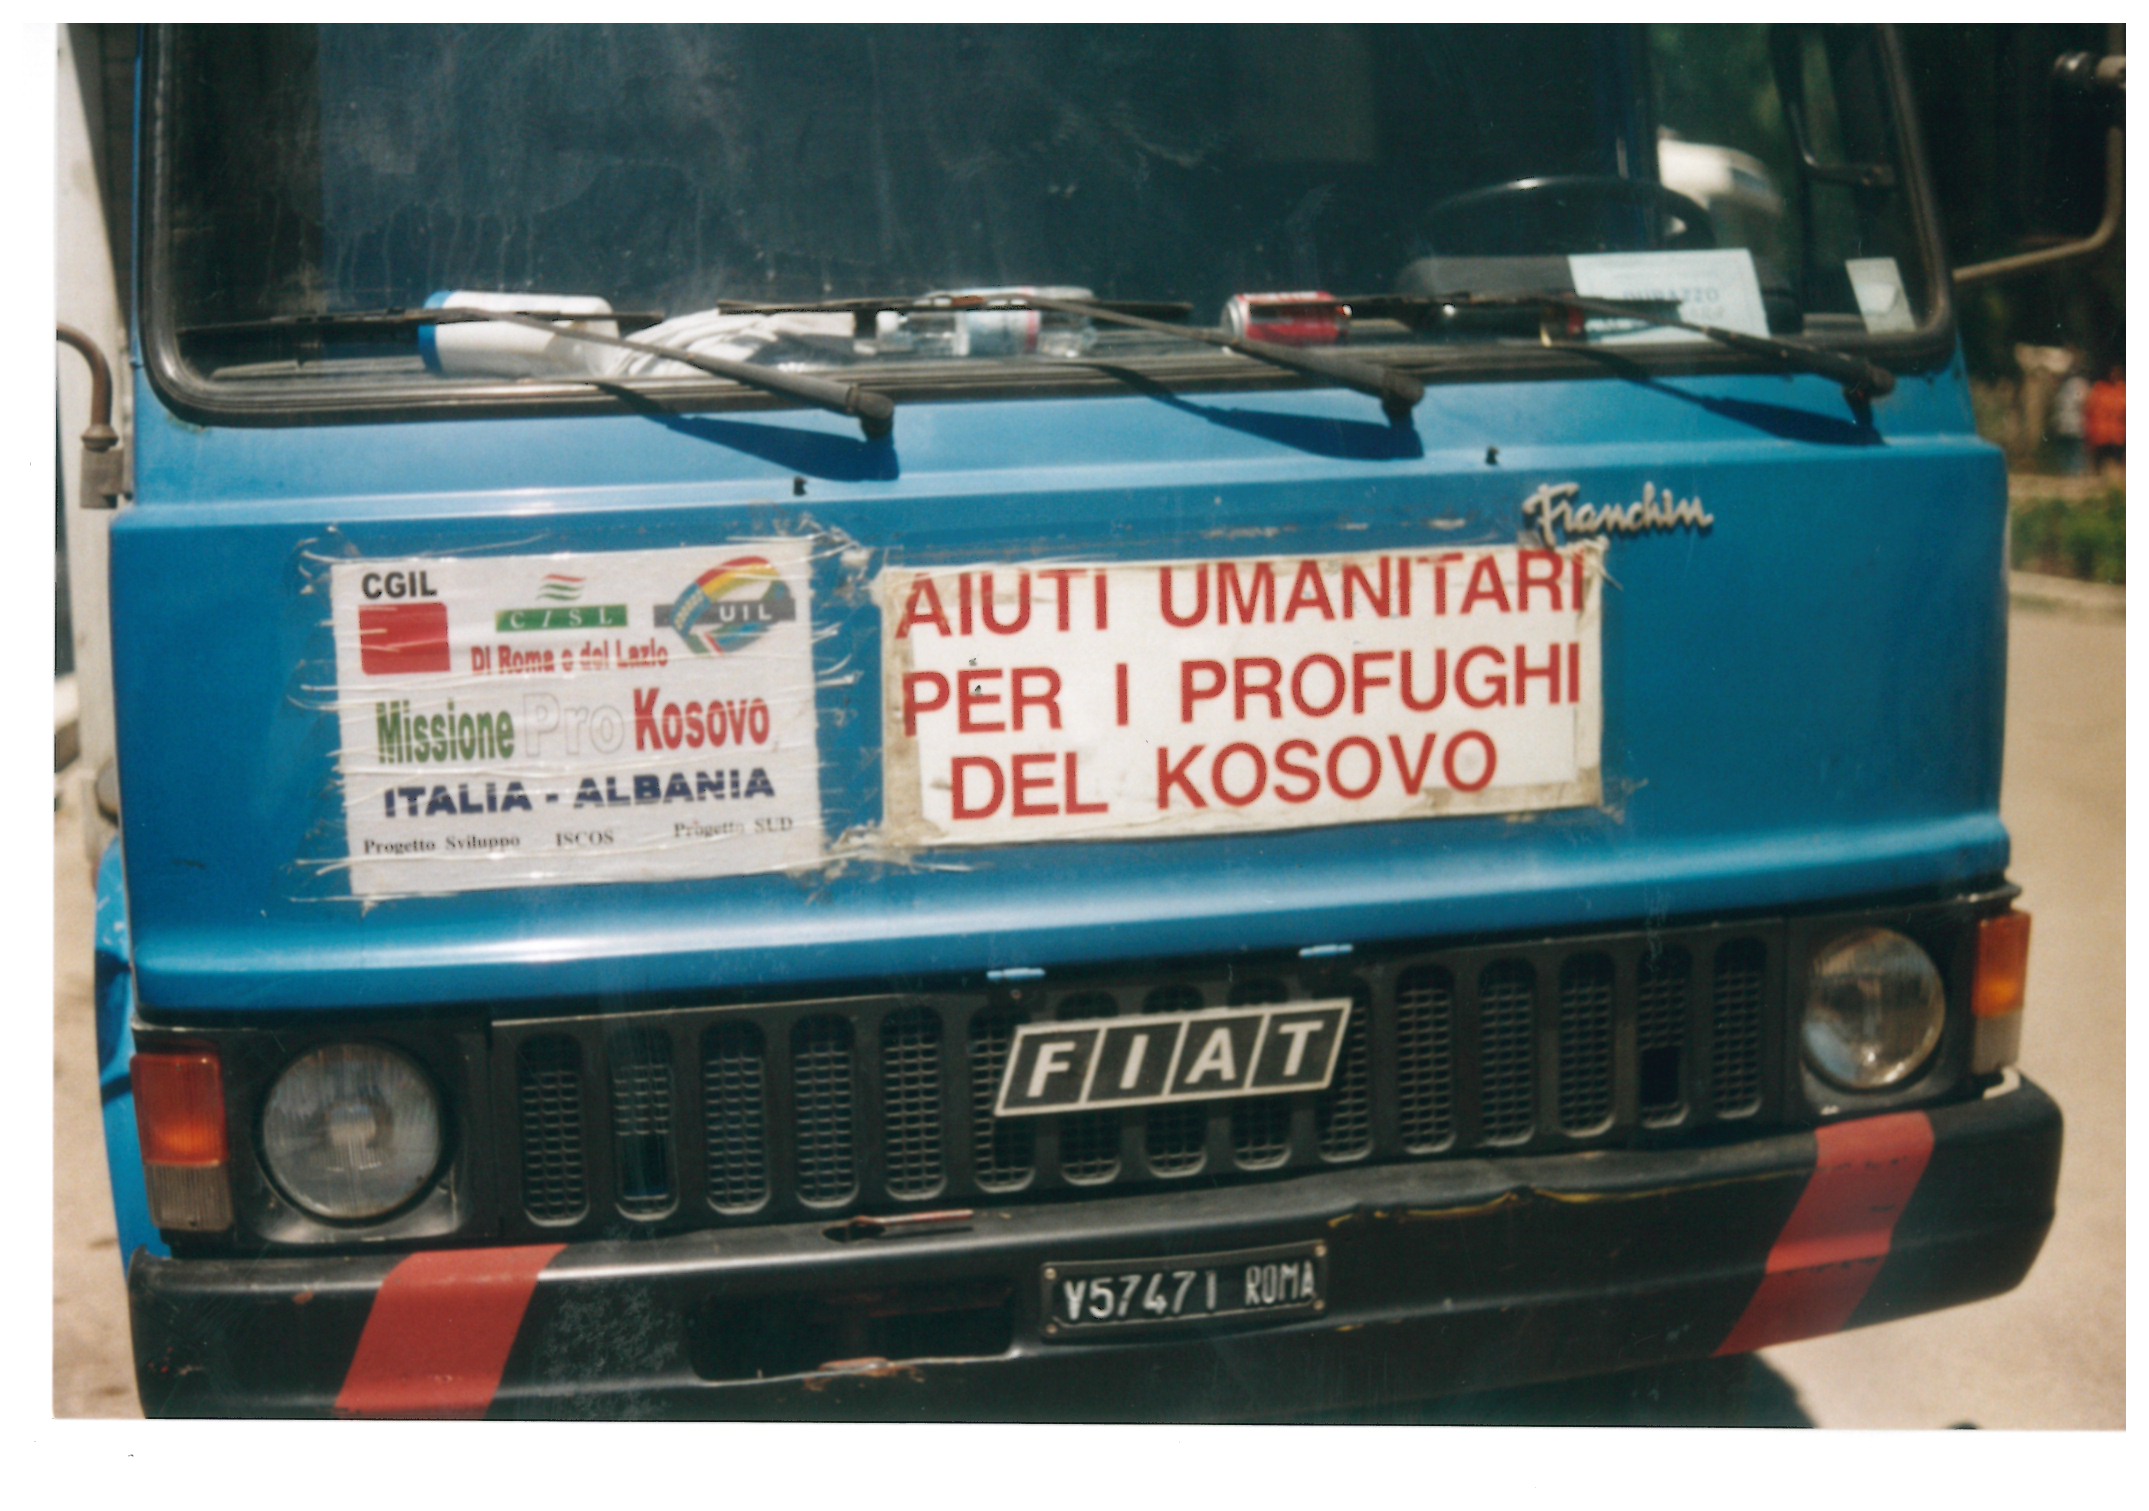 DURAZZO
Franchin
CGIL
CISL
UIL
Di Roma e del Lazio
Missione Pro Kosovo
ITALIA - ALBANIA
Progetto Sviluppo ISCOS Progetto SUD
AIUTI UMANITARI
PER I PROFUGHI
DEL KOSOVO
FIAT
V57471 ROMA